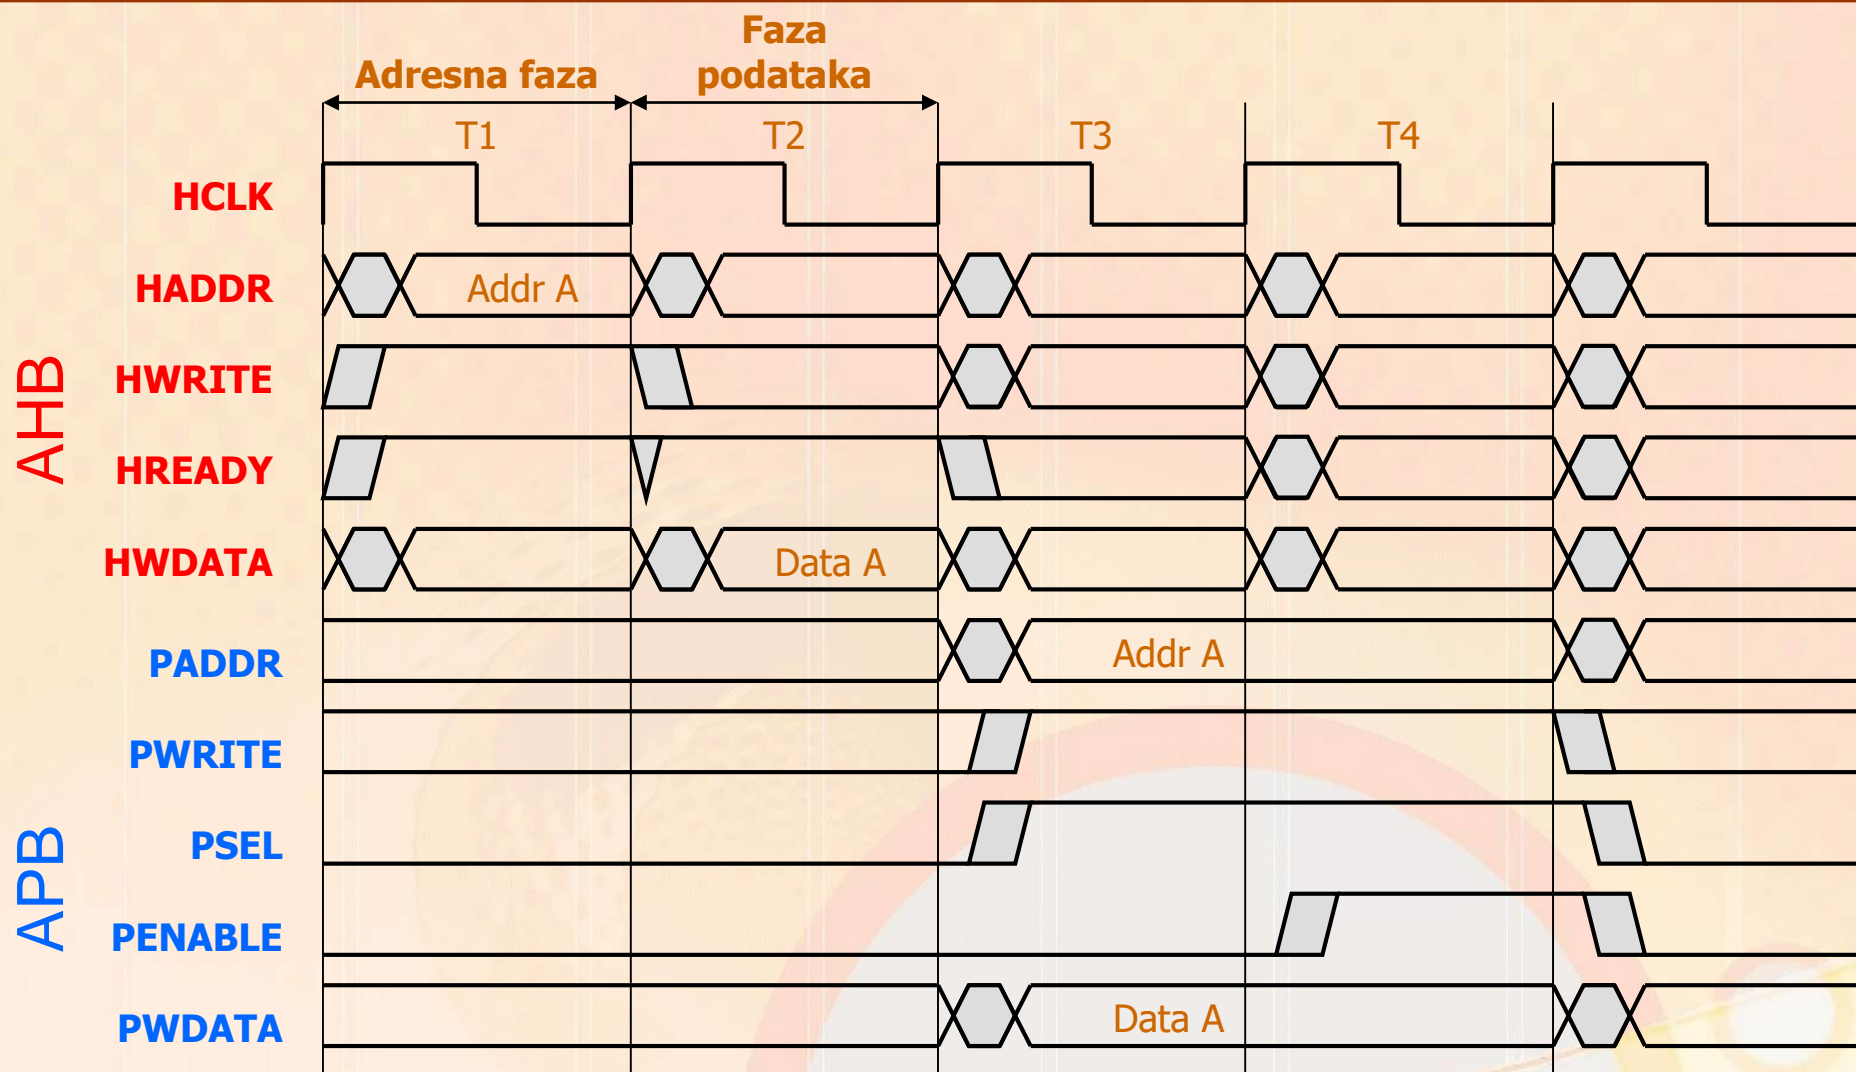 Faza
Adresna faza
podataka
T1
T2
T3
T4
HCLK
HADDR
Addr A
AHB
HWRITE
HREADY
HWDATA
Data A
PADDR
Addr A
PWRITE
APB
PSEL
PENABLE
PWDATA
Data A